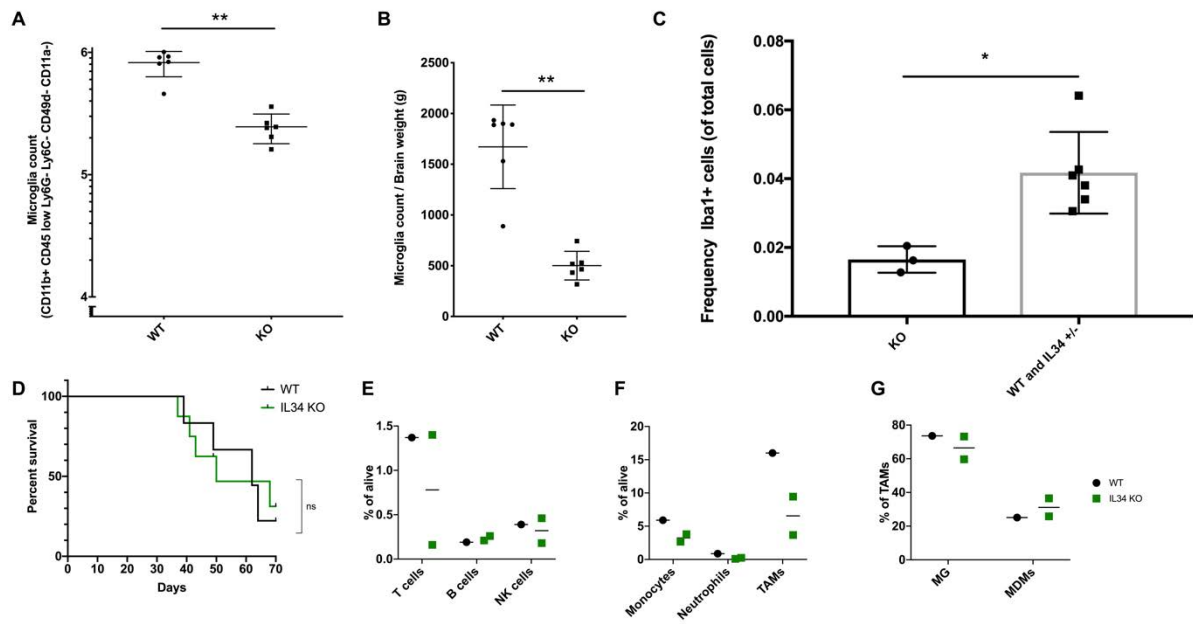 A
**
Microglia count
(CD11b+ CD45 low Ly6G- Ly6C- CD49d- CD11a-)
6
5
4
WT
KO
B
**
Microglia count / Brain weight (g)
2500
2000
1500
1000
500
0
WT
KO
C
*
Frequency Iba1+ cells (of total cells)
0.08
0.06
0.04
0.02
0.00
KO
WT and IL34 +/-
D
WT
IL34 KO
Percent survival
100
50
0
ns
0 10 20 30 40 50 60 70
Days
E
% of alive
1.5
1.0
0.5
0.0
T cells
B cells
NK cells
F
% of alive
20
15
10
5
0
Monocytes
Neutrophils
TAMs
G
% of TAMs
80
60
40
20
0
MG
MDMs
WT
IL34 KO